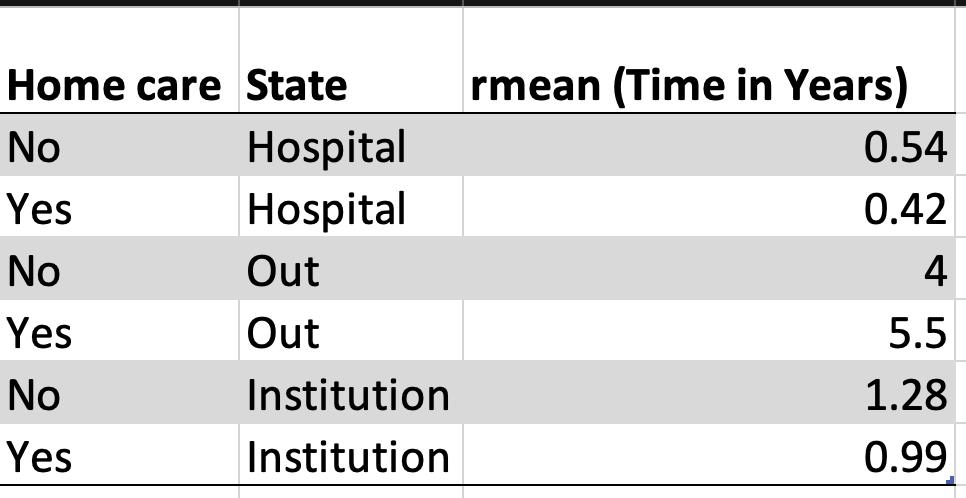 Home care State rmean (Time in Years)
No Hospital 0.54
Yes Hospital 0.42
No Out 4
Yes Out 5.5
No Institution 1.28
Yes Institution 0.99